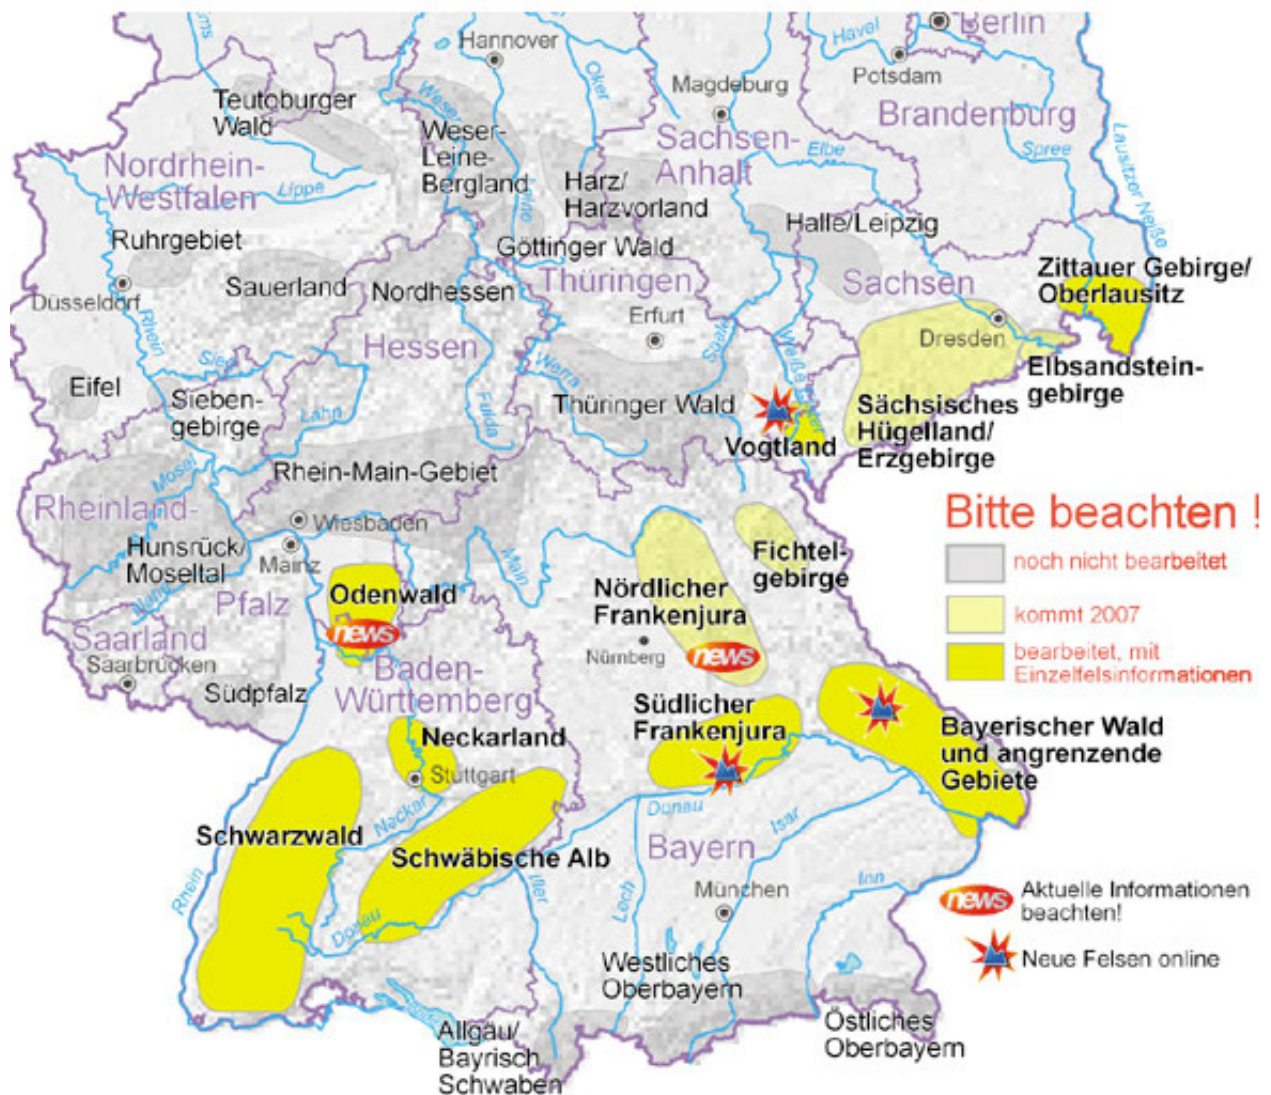 Hannover
Havel
Berlin
Potsdam
Ems
Oker
Magdeburg
Brandenburg
Teutoburger
Wald
Weser
Weser-
Leine-
Bergland
Sachsen-
Anhalt
Elbe
Spree
Lausitzer Neiße
Nordrhein-
Westfalen
Lippe
Leine
Harz/
Harzvorland
Halle/Leipzig
Ruhrgebiet
Göttinger Wald
Thüringen
Sachsen
Zittauer Gebirge/
Oberlausitz
Düsseldorf
Sauerland
Nordhessen
Erfurt
Saale
Weiße Elster
Dresden
Rhein
Hessen
Sieg
Werra
Elbsandstein-
gebirge
Eifel
Sieben-
gebirge
Lahn
Fulda
Thüringer Wald
Vogtland
Sächsisches
Hügelland/
Erzgebirge
Mosel
Rhein-Main-Gebiet
Rheinland-
Pfalz
Wiesbaden
Hunsrück/
Moseltal
Mainz
Main
Nahe
Fichtel-
gebirge
Bitte beachten !
noch nicht bearbeitet
kommt 2007
bearbeitet, mit
Einzelfelsinformationen
Odenwald
news
Nördlicher
Frankenjura
Nürnberg
news
Saarland
Saarbrücken
Südpfalz
Baden-
Württemberg
Neckarland
Stuttgart
Neckar
Südlicher
Frankenjura
Bayerischer Wald
und angrenzende
Gebiete
Schwarzwald
Schwäbische Alb
Donau
Isar
Bayern
Rhein
Donau
Iller
Lech
München
Inn
news
Aktuelle Informationen
beachten!
Neue Felsen online
Westliches
Oberbayern
Östliches
Oberbayern
Allgäu/
Bayrisch
Schwaben